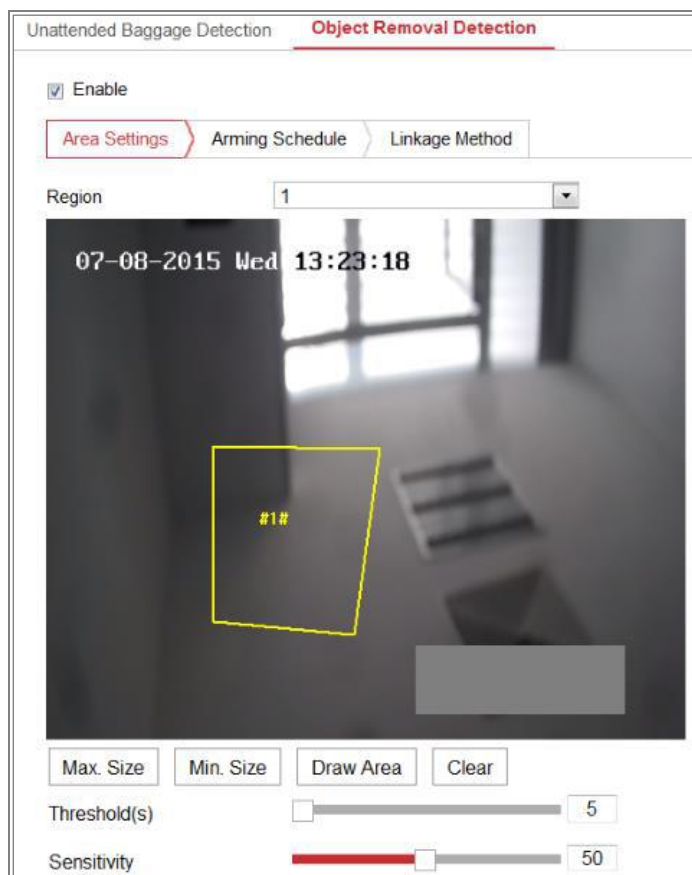 Unattended Baggage Detection Object Removal Detection
Enable
Area Settings Arming Schedule Linkage Method
Region 1
07-08-2015 Wed 13:23:18
#1#
Max. Size Min. Size Draw Area Clear
Threshold(s) 5
Sensitivity 50